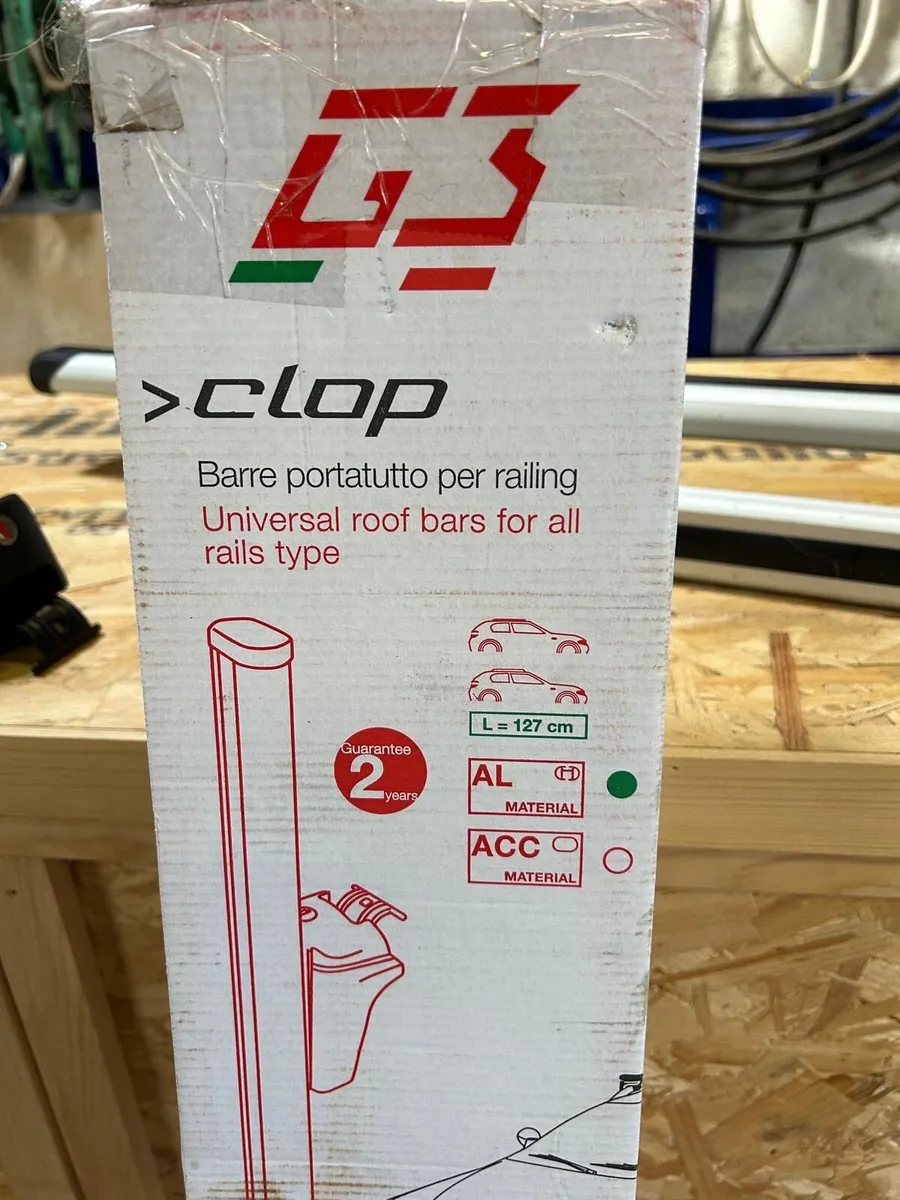 G3
>clop
Barre portatutto per railing
Universal roof bars for all
rails type
L = 127 cm
Guarantee
2
years
AL
MATERIAL
ACC
MATERIAL